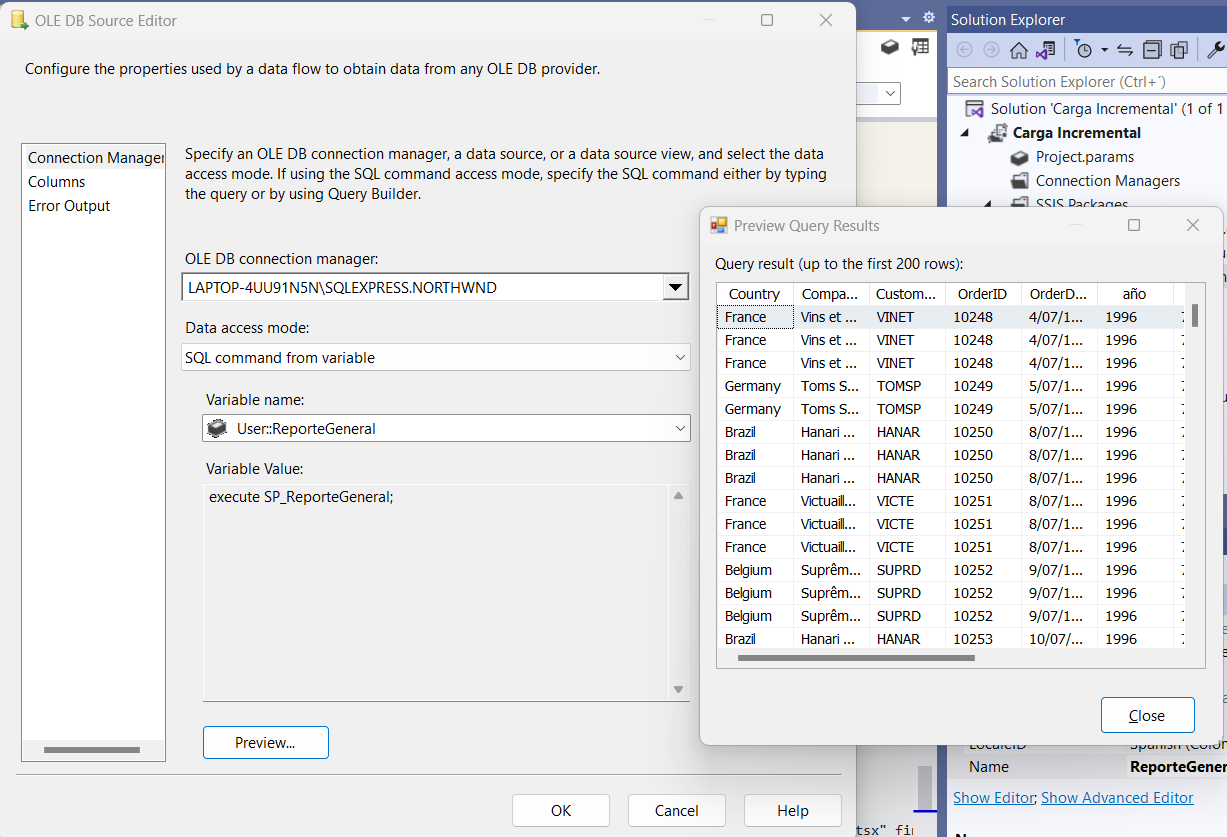 OLE DB Source Editor
Configure the properties used by a data flow to obtain data from any OLE DB provider.
Connection Manager
Columns
Error Output
Specify an OLE DB connection manager, a data source, or a data source view, and select the data
access mode. If using the SQL command access mode, specify the SQL command either by typing
the query or by using Query Builder.
OLE DB connection manager:
LAPTOP-4UU91N5N\SQLEXPRESS.NORTHWND
Data access mode:
SQL command from variable
Variable name:
User::ReporteGeneral
Variable Value:
execute SP_ReporteGeneral;
Preview...
OK Cancel Help
Solution Explorer
Search Solution Explorer (Ctrl+´)
Solution 'Carga Incremental' (1 of 1
Carga Incremental
Project.params
Connection Managers
SSIS Packages
Preview Query Results
Query result (up to the first 200 rows):
Country Compa... Custom... OrderID OrderD... año
France Vins et ... VINET 10248 4/07/1... 1996
France Vins et ... VINET 10248 4/07/1... 1996
France Vins et ... VINET 10248 4/07/1... 1996
Germany Toms S... TOMSP 10249 5/07/1... 1996
Germany Toms S... TOMSP 10249 5/07/1... 1996
Brazil Hanari ... HANAR 10250 8/07/1... 1996
Brazil Hanari ... HANAR 10250 8/07/1... 1996
Brazil Hanari ... HANAR 10250 8/07/1... 1996
France Victuaill... VICTE 10251 8/07/1... 1996
France Victuaill... VICTE 10251 8/07/1... 1996
France Victuaill... VICTE 10251 8/07/1... 1996
Belgium Suprêm... SUPRD 10252 9/07/1... 1996
Belgium Suprêm... SUPRD 10252 9/07/1... 1996
Belgium Suprêm... SUPRD 10252 9/07/1... 1996
Brazil Hanari ... HANAR 10253 10/07/... 1996
Close
LocaleID Spanish (Colon
Name ReporteGener
Show Editor; Show Advanced Editor
tsx" fin